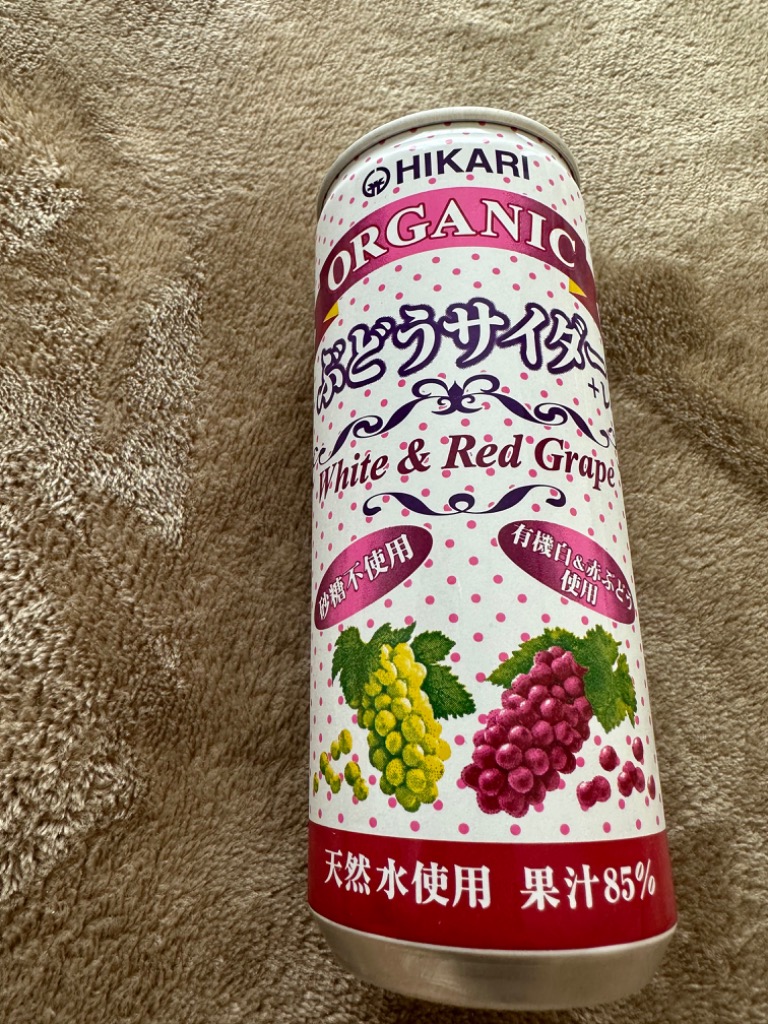 HIKARI
ORGANIC
ぶどうサイダー
White & Red Grape
砂糖不使用
有機白&赤ぶどう
使用
天然水使用 果汁85%